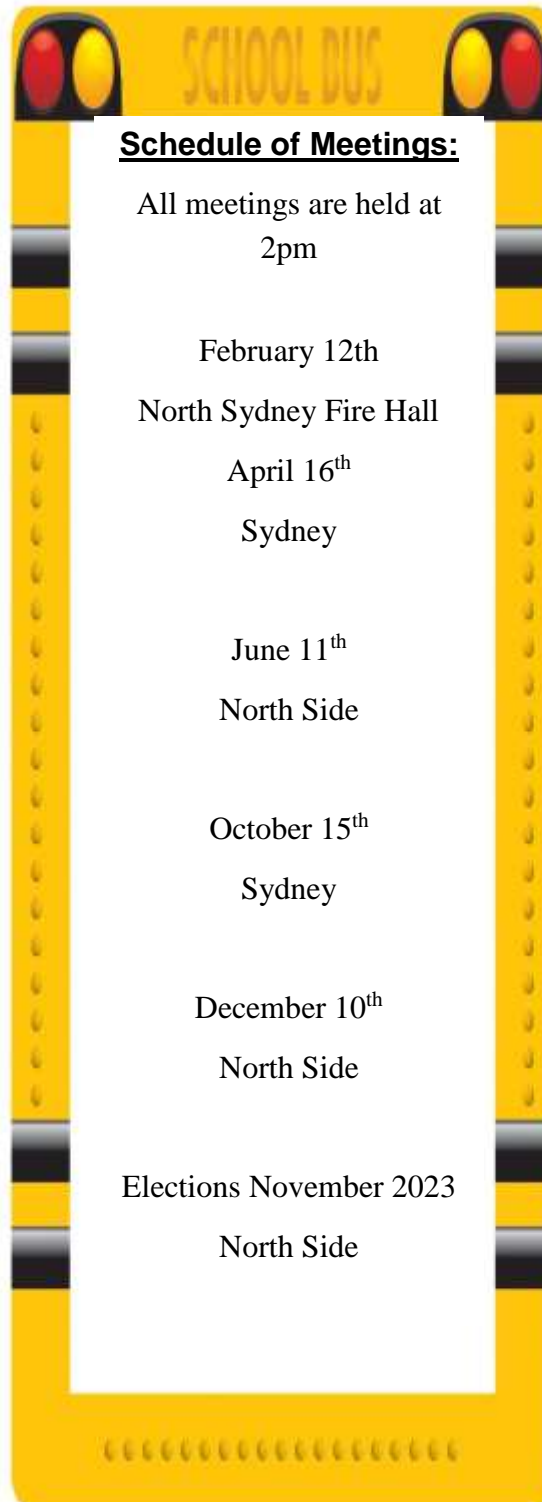 SCHOOL BUS
Schedule of Meetings:
All meetings are held at
2pm
February 12th
North Sydney Fire Hall
April 16th
Sydney
June 11th
North Side
October 15th
Sydney
December 10th
North Side
Elections November 2023
North Side